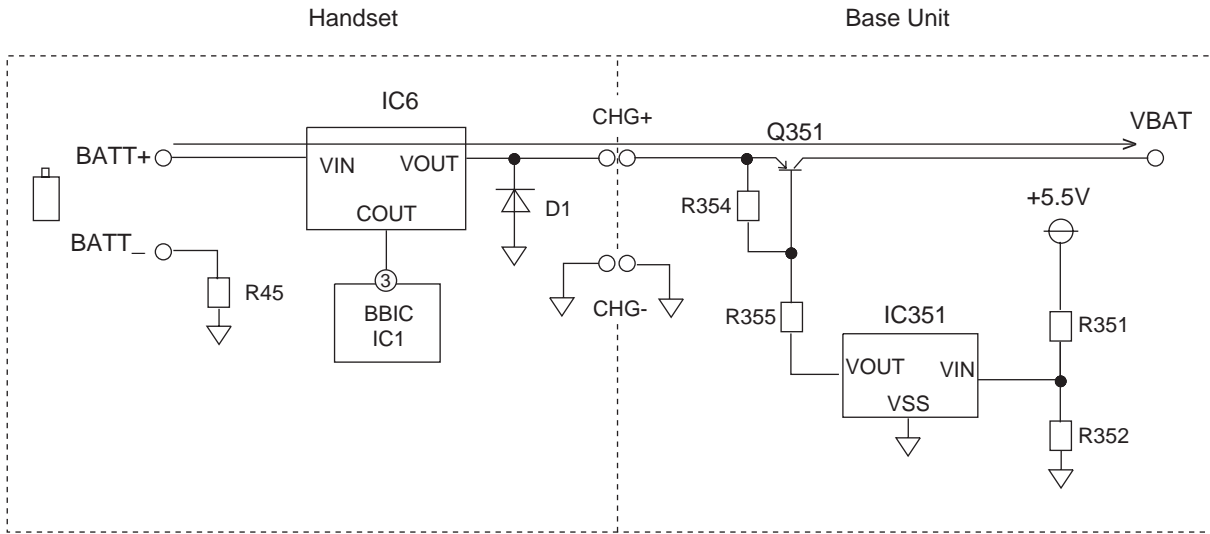 Handset
Base Unit
IC6
CHG+
Q351
VBAT
BATT+
VIN
VOUT
+5.5V
COUT
D1
R354
BATT_
R45
3
BBIC
IC1
CHG-
R355
IC351
R351
VOUT
VIN
VSS
R352